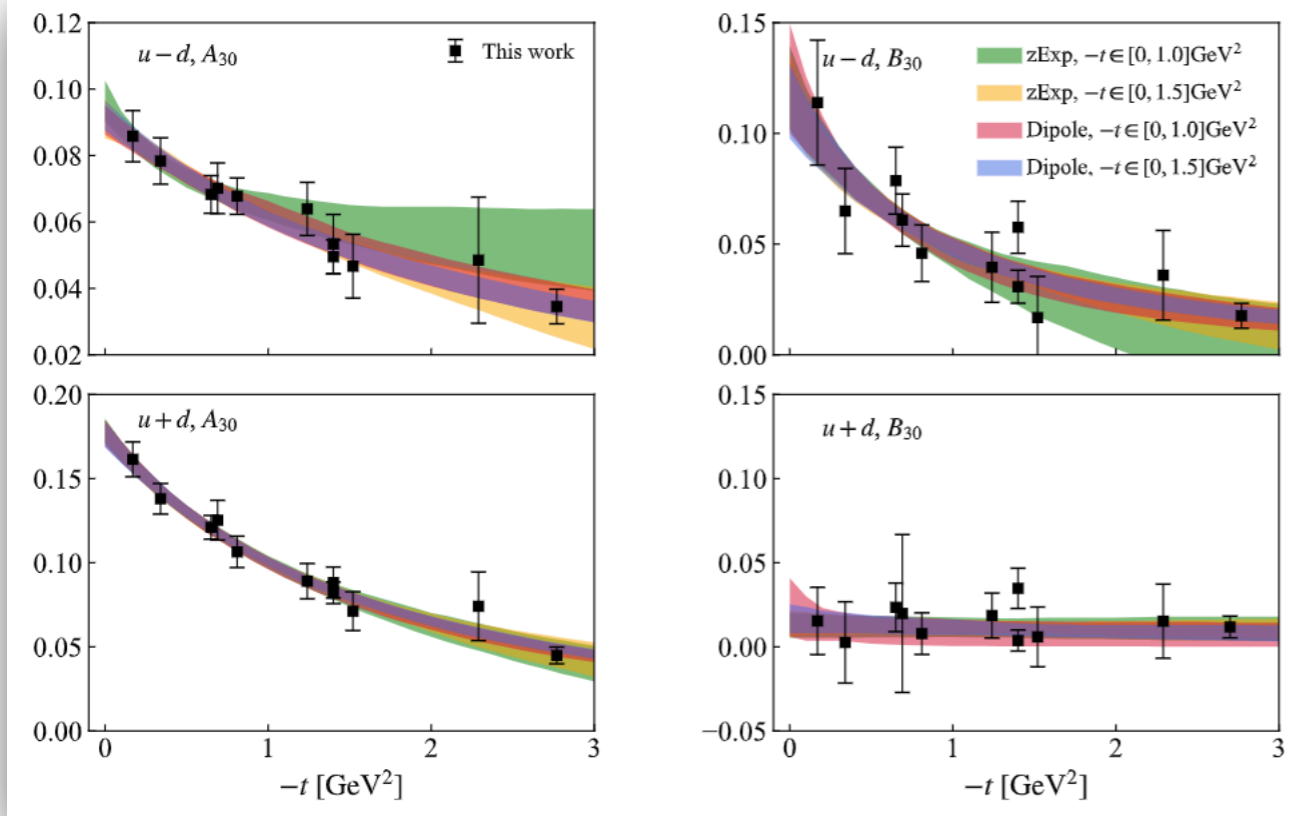 0.12
0.10
0.08
0.06
0.04
0.02
u−d, A₃₀
This work
0.15
0.10
0.05
0.00
u−d, B₃₀
zExp, −t∈[0, 1.0]GeV²
zExp, −t∈[0, 1.5]GeV²
Dipole, −t∈[0, 1.0]GeV²
Dipole, −t∈[0, 1.5]GeV²
0.20
0.15
0.10
0.05
0.00
u+d, A₃₀
0 1 2 3
−t [GeV²]
0.15
0.10
0.05
0.00
−0.05
u+d, B₃₀
0 1 2 3
−t [GeV²]